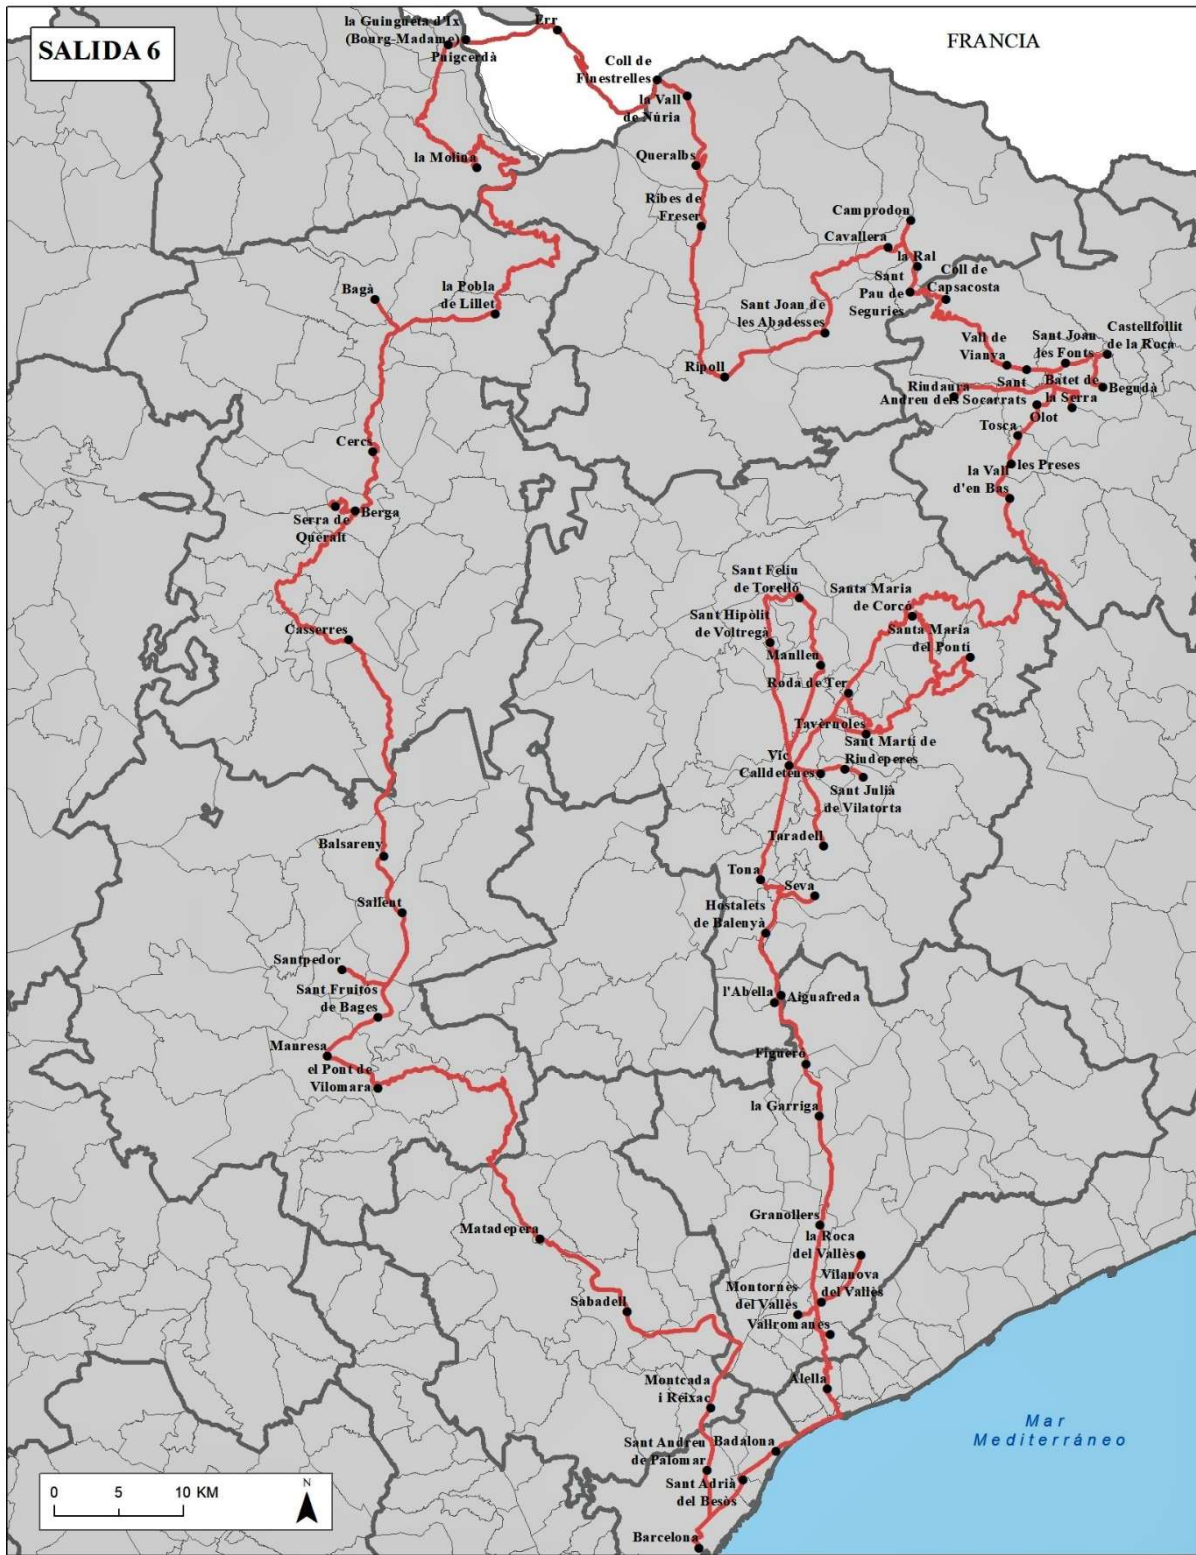 SALIDA 6
FRANCIA
la Guingueta d'Ix
(Bourg-Madame)
Puigcerdà
Err
Coll de
Finestrelles
la Vall
de Núria
la Molina
Queralbs
Ribes de
Freser
Camprodon
Cavallera
la Ral
Sant
Pau de
Seguries
Coll de
Capsacosta
Bagà
la Pobla
de Lillet
Sant Joan de
les Abadesses
Ripoll
Vall de
Vianya
Sant Joan
les Fonts
Castellfollit
de la Roca
Riudaura
Sant
Andreu dels Socarrats
Batet de
la Serra
Begudà
Olot
Tosca
les Preses
la Vall
d'en Bas
Cercs
Serra de
Queralt
Berga
Casserres
Sant Feliu
de Torelló
Santa Maria
de Corcó
Sant Hipòlit
de Voltregà
Santa Maria
del Ponti
Manlleu
Roda de Ter
Tavèrnoles
Sant Martí de
Riudeperes
Vic
Calldetenes
Sant Julià
de Vilatorta
Taradell
Balsareny
Tona
Seva
Sallent
Hostalets
de Balenyà
Santpedor
Sant Fruitós
de Bages
l'Abella
Aiguafreda
Manresa
el Pont de
Vilomara
Figueró
la Garriga
Granollers
la Roca
del Vallès
Matadepera
Vilanova
del Vallès
Montornès
del Vallès
Sabadell
Vallromanes
Alella
Montcada
i Reixac
Badalona
Sant Andreu
de Palomar
Sant Adrià
del Besòs
Barcelona
Mar
Mediterráneo
0 5 10 KM
N